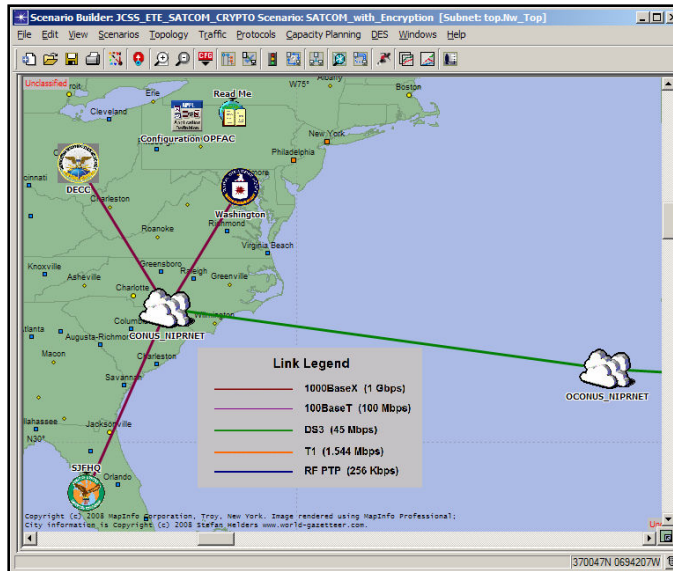 Scenario Builder: JCSS_ETE_SATCOM_CRYPTO Scenario: SATCOM_with_Encryption [Subnet: top.Nw_Top]
File Edit View Scenarios Topology Traffic Protocols Capacity Planning DES Windows Help
Unclassified
Erie
W75°
Albany
Boston
Cleveland
Read Me
New York
Configuration OPFAC
Philadelphia
DECC
Washington
Charleston
Richmond
Roanoke
Virginia Beach
Greensboro
Knoxville
Asheville
Raleigh
Greenville
Charlotte
Wilmington
CONUS_NIPRNET
Augusta-Richmon
Macon
Charleston
Savannah
OCONUS_NIPRNET
Link Legend
1000BaseX (1 Gbps)
100BaseT (100 Mbps)
DS3 (45 Mbps)
T1 (1.544 Mbps)
RF PTP (256 Kbps)
llahassee
Jacksonville
N30°
SJFHQ
Orlando
Copyright (c) 2008 MapInfo Corporation, Troy, New York. Image rendered using MapInfo Professional;
City information is Copyright (c) 2008 Stefan Helders www.world-gazetteer.com.
370047N 0694207W